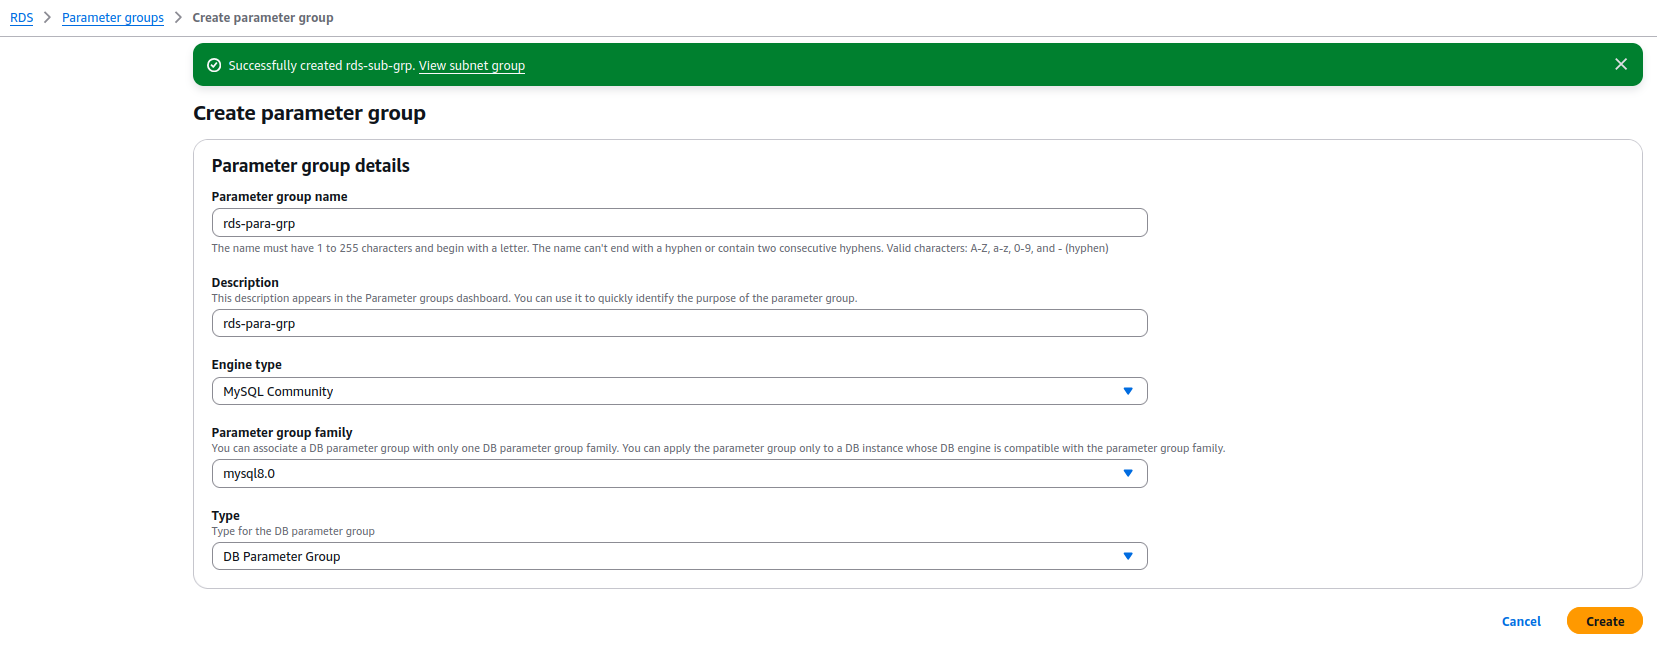 RDS > Parameter groups > Create parameter group
Successfully created rds-sub-grp. View subnet group
Create parameter group
Parameter group details
Parameter group name
rds-para-grp
The name must have 1 to 255 characters and begin with a letter. The name can't end with a hyphen or contain two consecutive hyphens. Valid characters: A-Z, a-z, 0-9, and - (hyphen)
Description
This description appears in the Parameter groups dashboard. You can use it to quickly identify the purpose of the parameter group.
rds-para-grp
Engine type
MySQL Community
Parameter group family
You can associate a DB parameter group with only one DB parameter group family. You can apply the parameter group only to a DB instance whose DB engine is compatible with the parameter group family.
mysql8.0
Type
Type for the DB parameter group
DB Parameter Group
Cancel Create